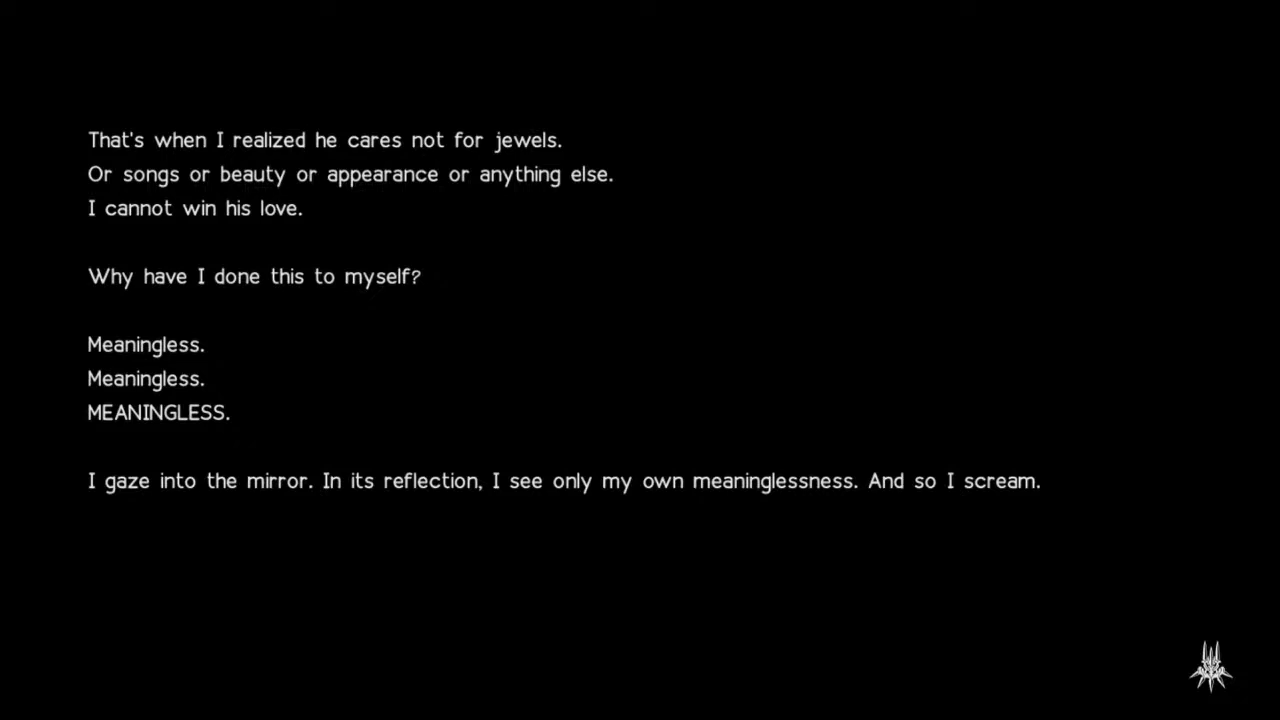 That's when I realized he cares not for jewels.
Or songs or beauty or appearance or anything else.
I cannot win his love.
Why have I done this to myself?
Meaningless.
Meaningless.
MEANINGLESS.
I gaze into the mirror. In its reflection, I see only my own meaninglessness. And so I scream.